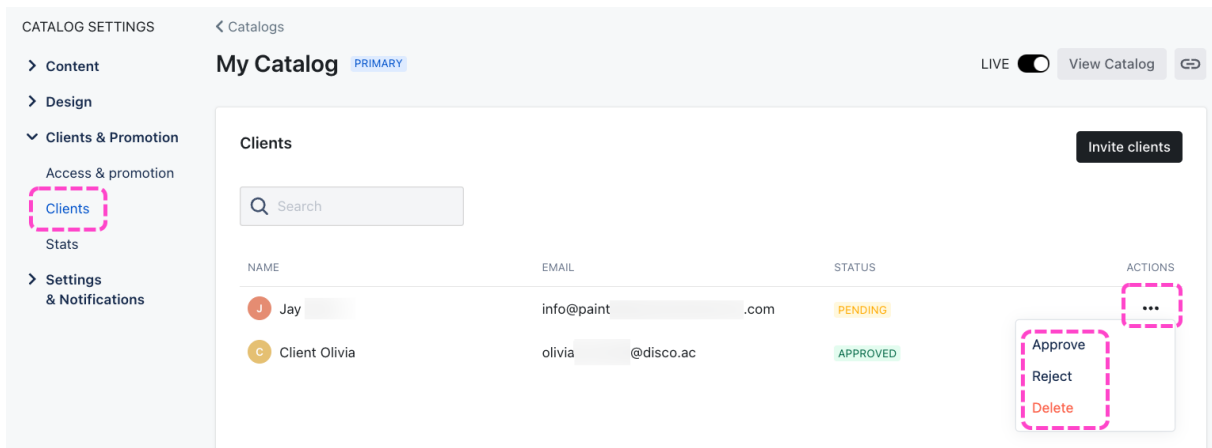 CATALOG SETTINGS
Content
Design
Clients & Promotion
Access & promotion
Clients
Stats
Settings
& Notifications
Catalogs
My Catalog PRIMARY
LIVE View Catalog
Clients
Invite clients
Search
NAME EMAIL STATUS ACTIONS
J Jay info@paint .com PENDING
C Client Olivia olivia @disco.ac APPROVED
Approve
Reject
Delete